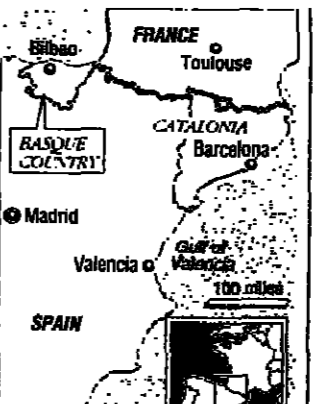 FRANCE
Bilbao
Toulouse
CATALONIA
BASQUE
COUNTRY
Barcelona
Madrid
Gulf of
Valencia
Valencia
100 miles
SPAIN